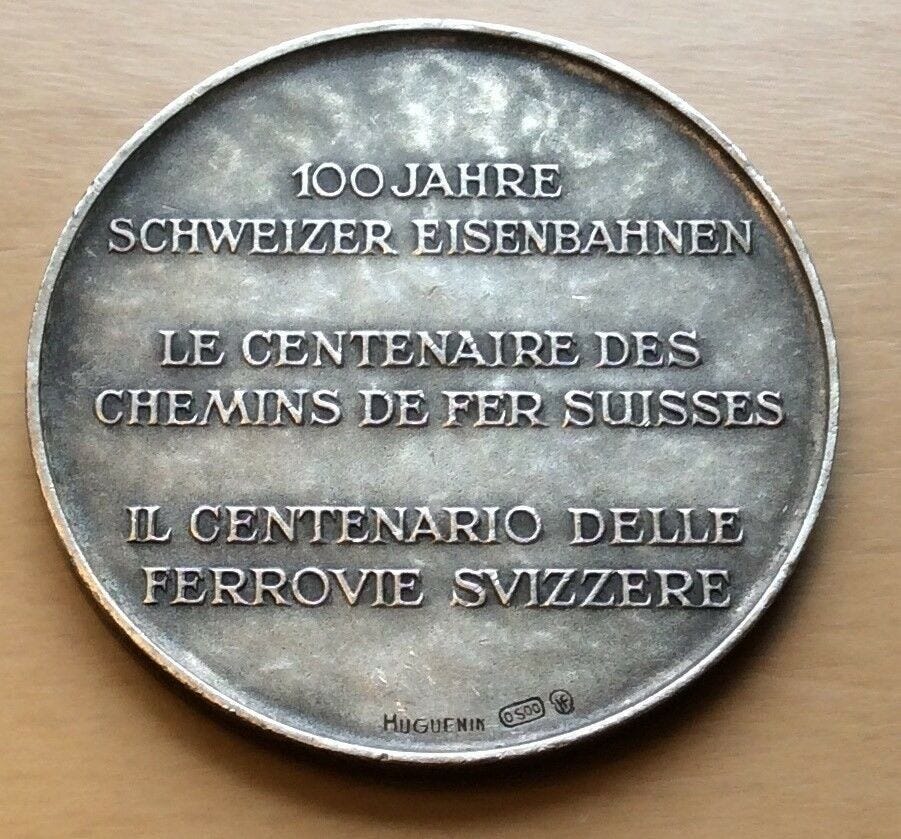 100 JAHRE
SCHWEIZER EISENBAHNEN
LE CENTENAIRE DES
CHEMINS DE FER SUISSES
IL CENTENARIO DELLE
FERROVIE SVIZZERE
HUGUENIN 0.500